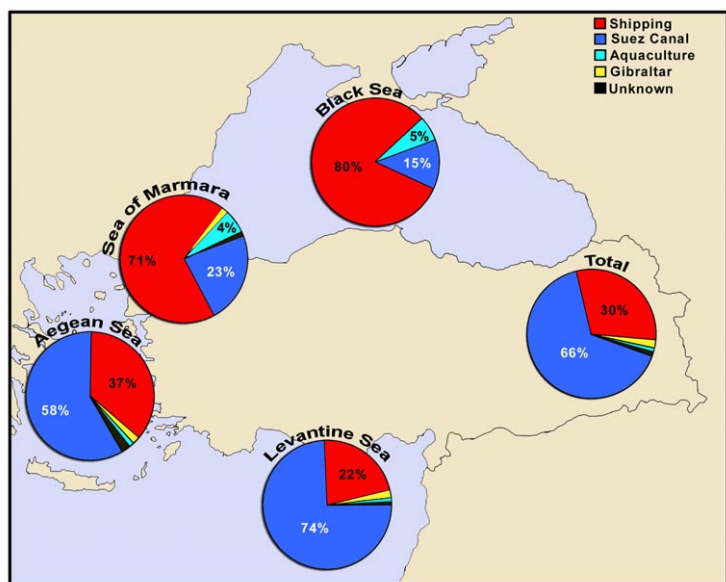 Shipping
Suez Canal
Aquaculture
Gibraltar
Unknown
Black Sea
5%
80%
15%
Sea of Marmara
4%
71%
23%
Total
30%
66%
Aegean Sea
37%
58%
Levantine Sea
22%
74%